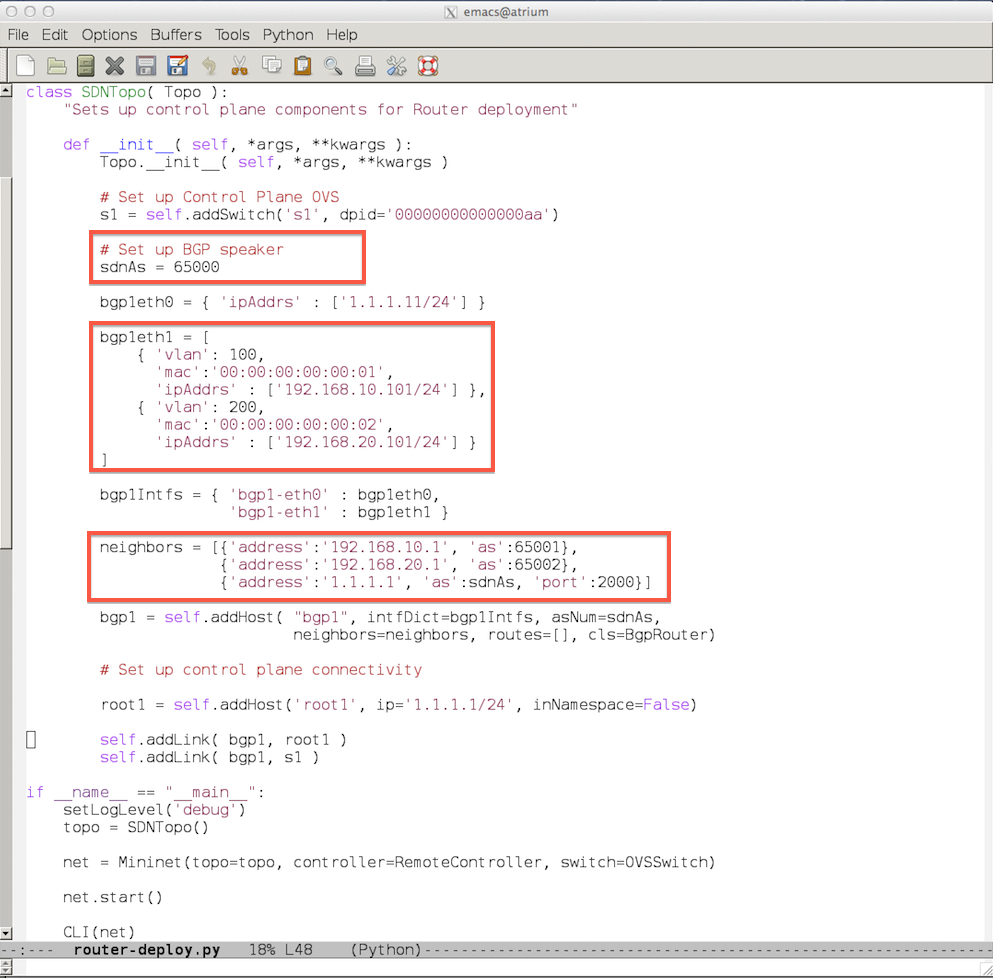 emacs@atrium
File Edit Options Buffers Tools Python Help
class SDNTopo( Topo ):
    "Sets up control plane components for Router deployment"
    def __init__( self, *args, **kwargs ):
        Topo.__init__( self, *args, **kwargs )
        # Set up Control Plane OVS
        s1 = self.addSwitch('s1', dpid='00000000000000aa')
        # Set up BGP speaker
        sdnAs = 65000
        bgp1eth0 = { 'ipAddrs' : ['1.1.1.11/24'] }
        bgp1eth1 = [
            { 'vlan': 100,
              'mac':'00:00:00:00:00:01',
              'ipAddrs' : ['192.168.10.101/24'] },
            { 'vlan': 200,
              'mac':'00:00:00:00:00:02',
              'ipAddrs' : ['192.168.20.101/24'] }
        ]
        bgp1Intfs = { 'bgp1-eth0' : bgp1eth0,
                      'bgp1-eth1' : bgp1eth1 }
        neighbors = [{'address':'192.168.10.1', 'as':65001},
                     {'address':'192.168.20.1', 'as':65002},
                     {'address':'1.1.1.1', 'as':sdnAs, 'port':2000}]
        bgp1 = self.addHost( "bgp1", intfDict=bgp1Intfs, asNum=sdnAs,
                             neighbors=neighbors, routes=[], cls=BgpRouter)
        # Set up control plane connectivity
        root1 = self.addHost('root1', ip='1.1.1.1/24', inNamespace=False)
        self.addLink( bgp1, root1 )
        self.addLink( bgp1, s1 )
if __name__ == "__main__":
    setLogLevel('debug')
    topo = SDNTopo()
    net = Mininet(topo=topo, controller=RemoteController, switch=OVSSwitch)
    net.start()
    CLI(net)
--:--- router-deploy.py 18% L48 (Python)----------------------------------------------------------------